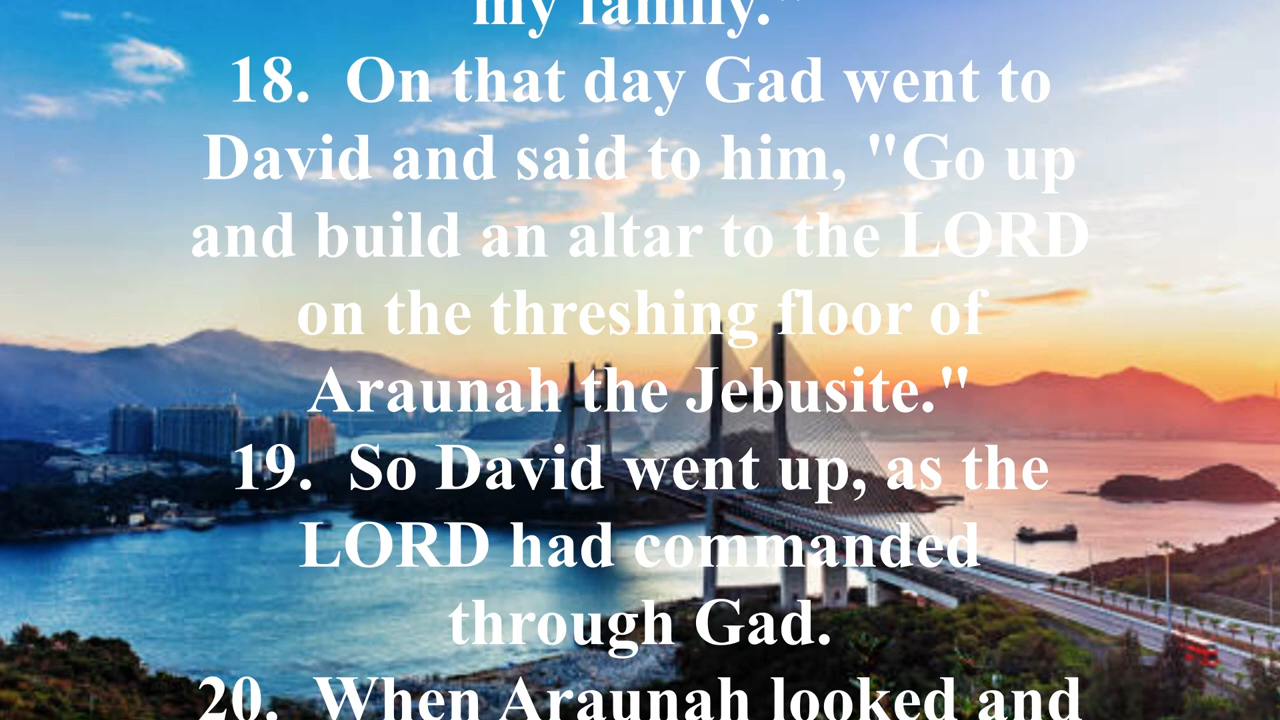 my family."
18.  On that day Gad went to
David and said to him, "Go up
and build an altar to the LORD
on the threshing floor of
Araunah the Jebusite."
19.  So David went up, as the
LORD had commanded
through Gad.
20.  When Araunah looked and